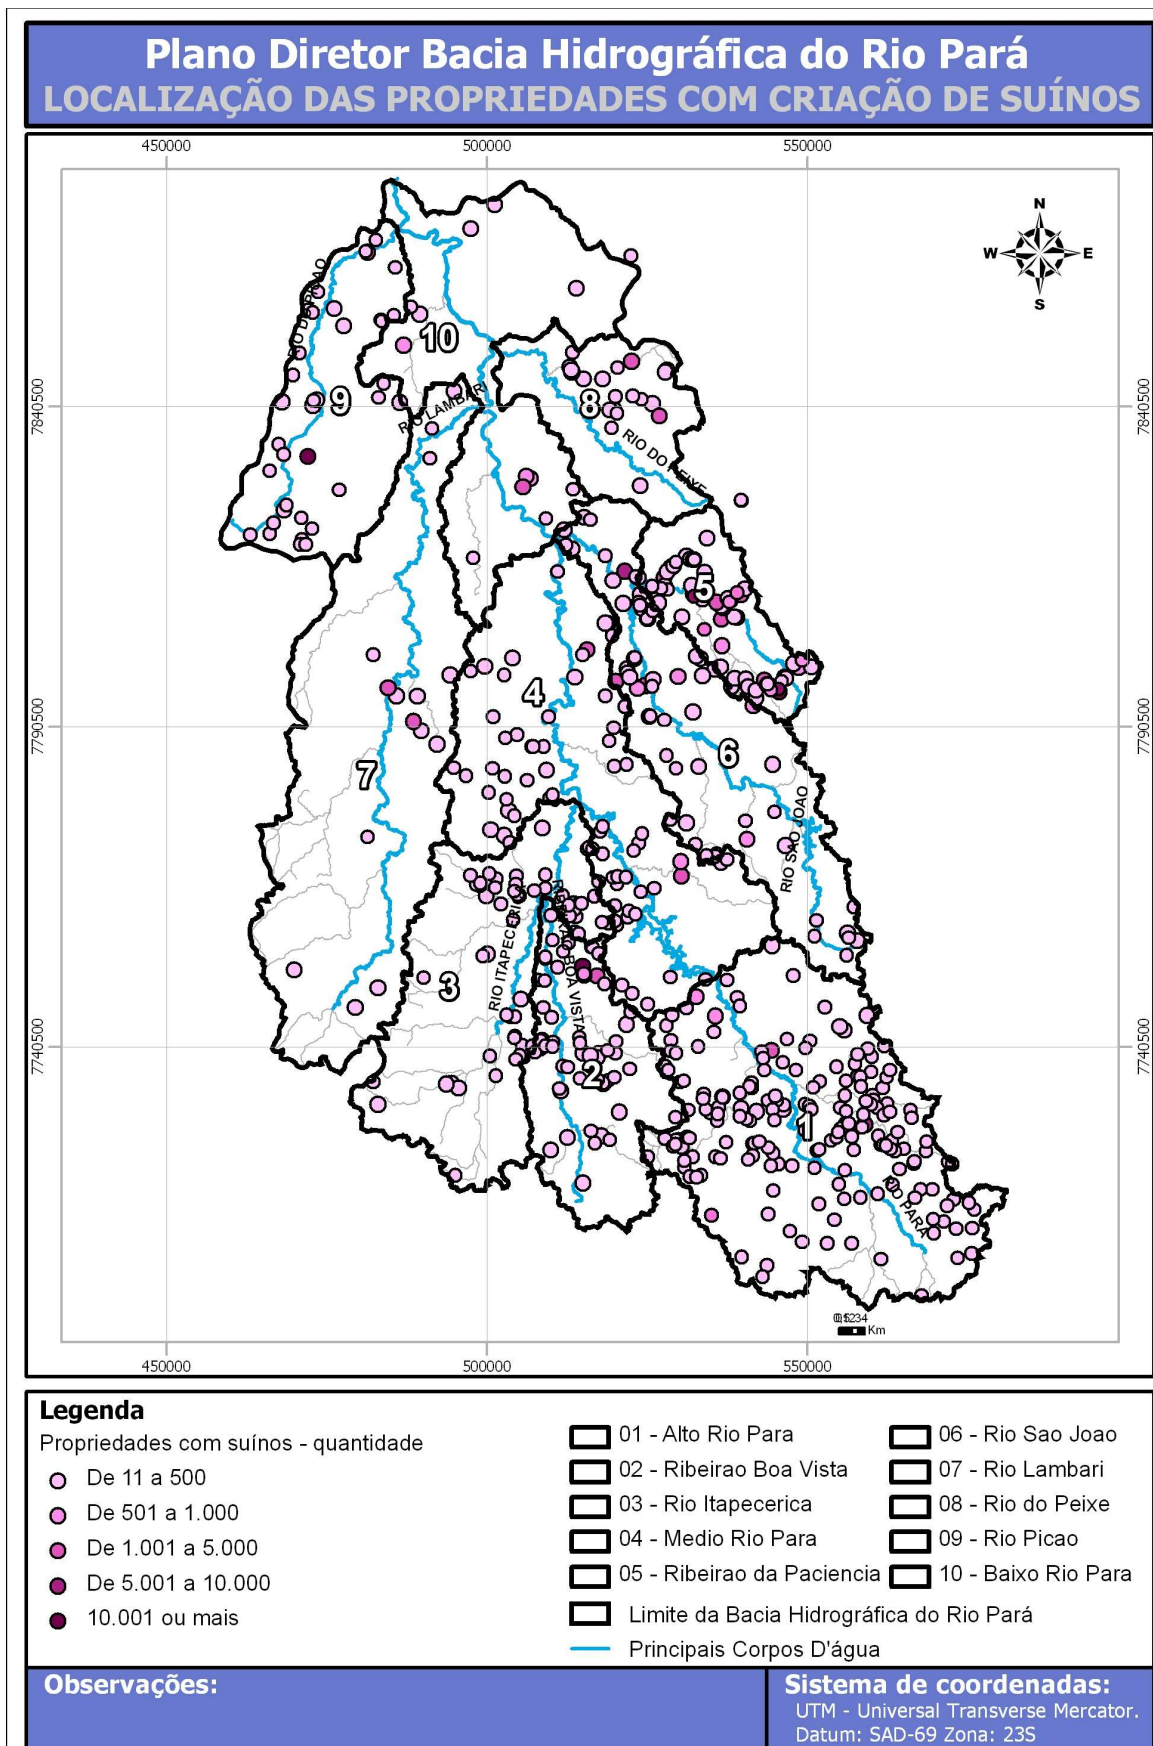 Plano Diretor Bacia Hidrográfica do Rio Pará
LOCALIZAÇÃO DAS PROPRIEDADES COM CRIAÇÃO DE SUÍNOS
450000 500000 550000
N
W E
S
10
9
8
RIO LAMBARI
RIO DO PEIXE
7840500 7840500
5
4
7790500 7790500
6
7
RIO SAO JOAO
RIO ITAPECERICA
BOA VISTA
3
7740500 7740500
2
1
RIO PARA
Km
450000 500000 550000
Legenda
Propriedades com suínos - quantidade
De 11 a 500
De 501 a 1.000
De 1.001 a 5.000
De 5.001 a 10.000
10.001 ou mais
01 - Alto Rio Para
02 - Ribeirao Boa Vista
03 - Rio Itapecerica
04 - Medio Rio Para
05 - Ribeirao da Paciencia
06 - Rio Sao Joao
07 - Rio Lambari
08 - Rio do Peixe
09 - Rio Picao
10 - Baixo Rio Para
Limite da Bacia Hidrográfica do Rio Pará
Principais Corpos D'água
Observações:
Sistema de coordenadas:
UTM - Universal Transverse Mercator.
Datum: SAD-69 Zona: 23S